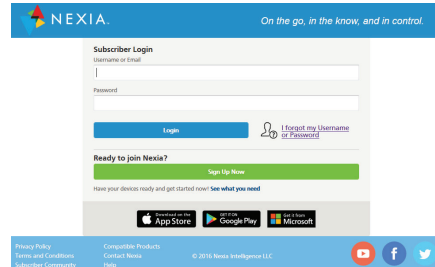 NEXIA.
On the go, in the know, and in control.
Subscriber Login
Username or Email
Password
Login
I forgot my Username
or Password
Ready to join Nexia?
Sign Up Now
Have your devices ready and get started now! See what you need
Download on the
App Store
GET IT ON
Google Play
Get it from
Microsoft
Privacy Policy
Terms and Conditions
Subscriber Community
Compatible Products
Contact Nexia
Help
© 2016 Nexia Intelligence LLC